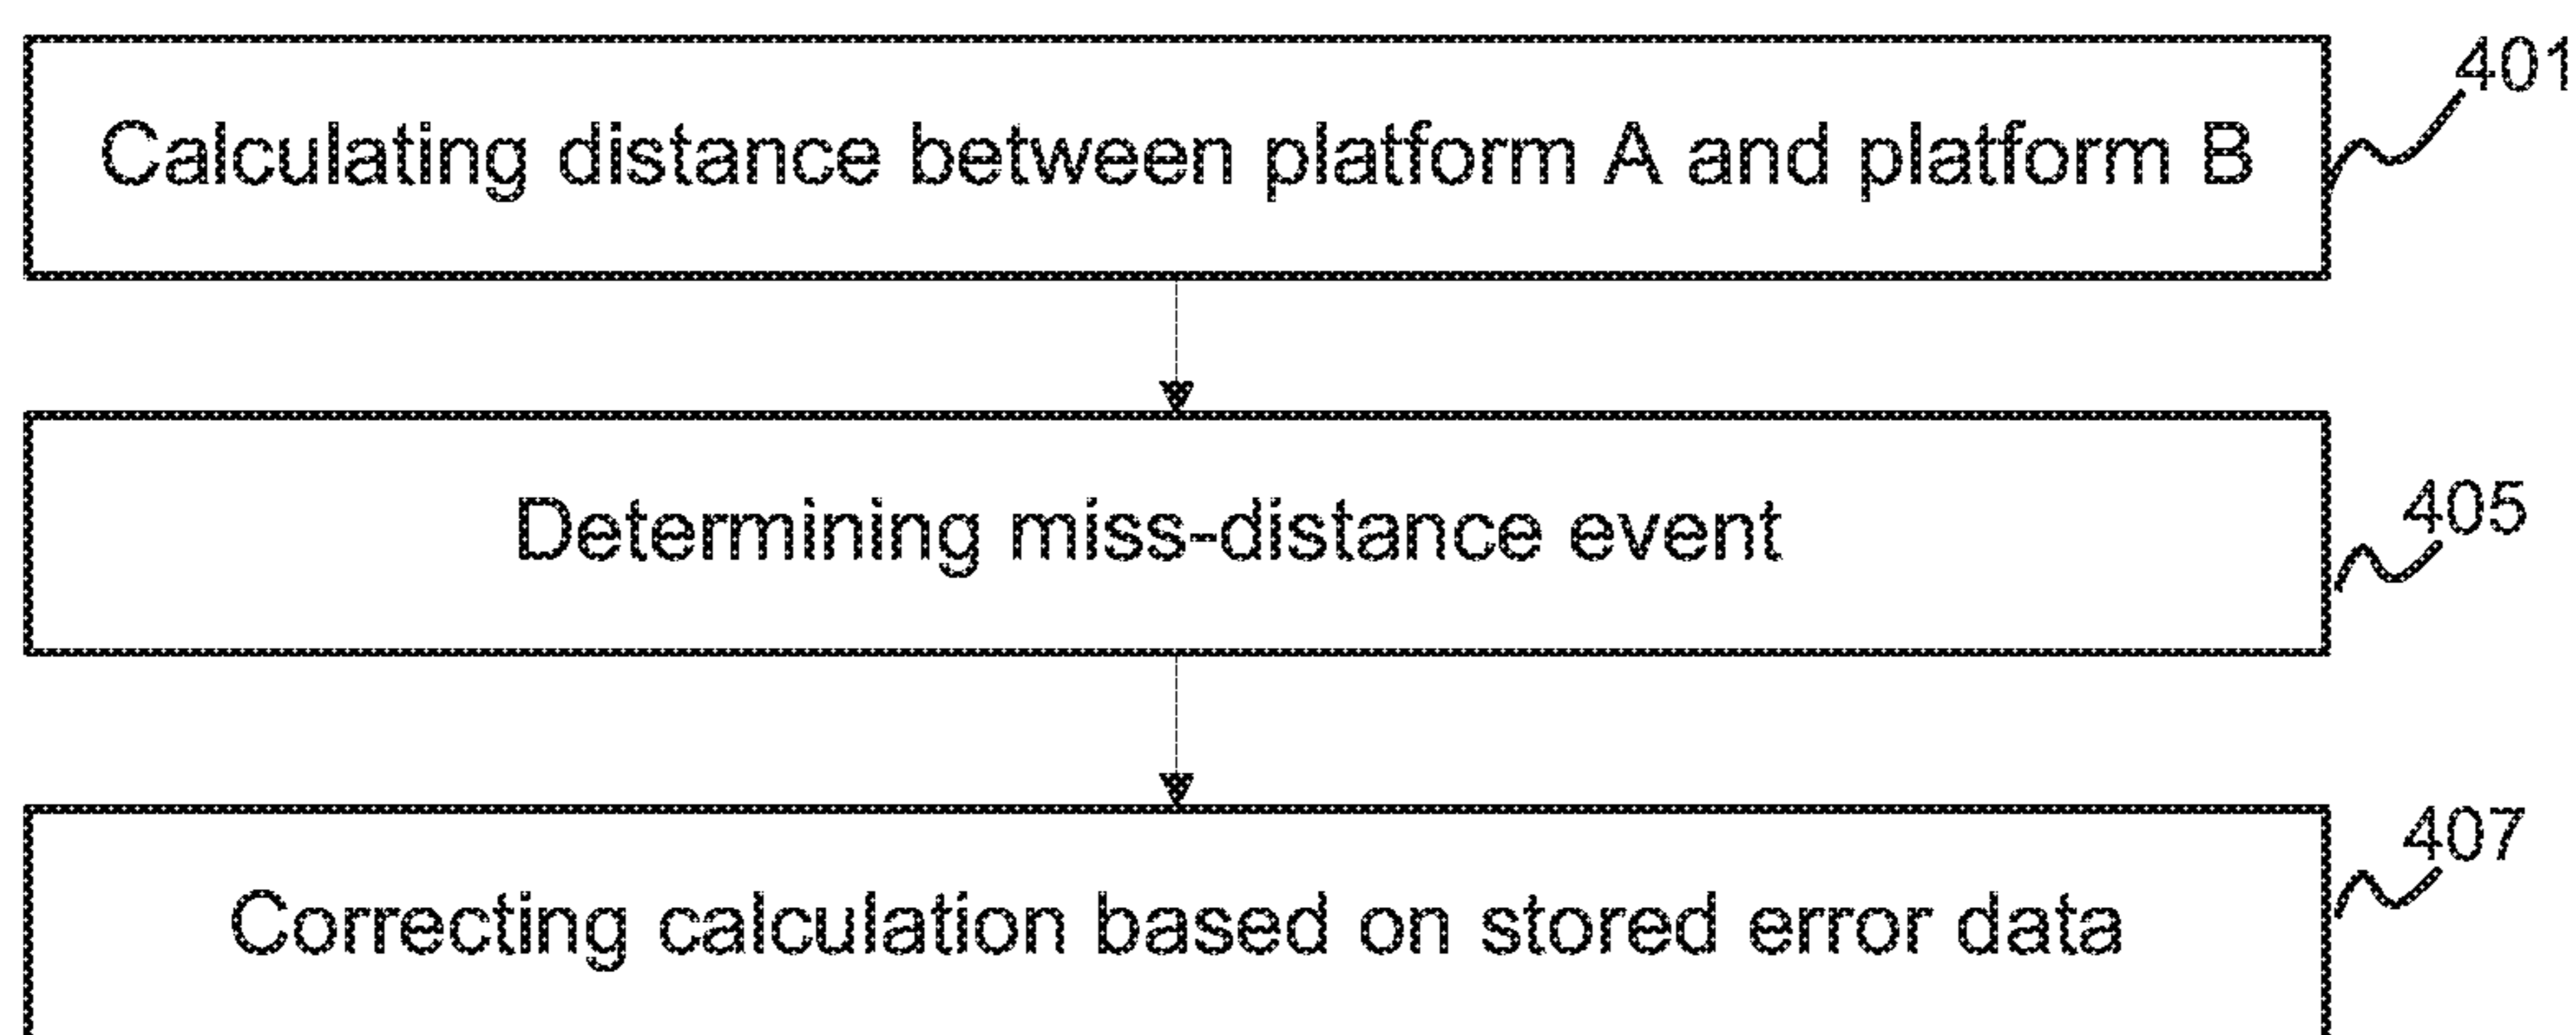 401
Calculating distance between platform A and platform B
405
Determining miss-distance event
407
Correcting calculation based on stored error data